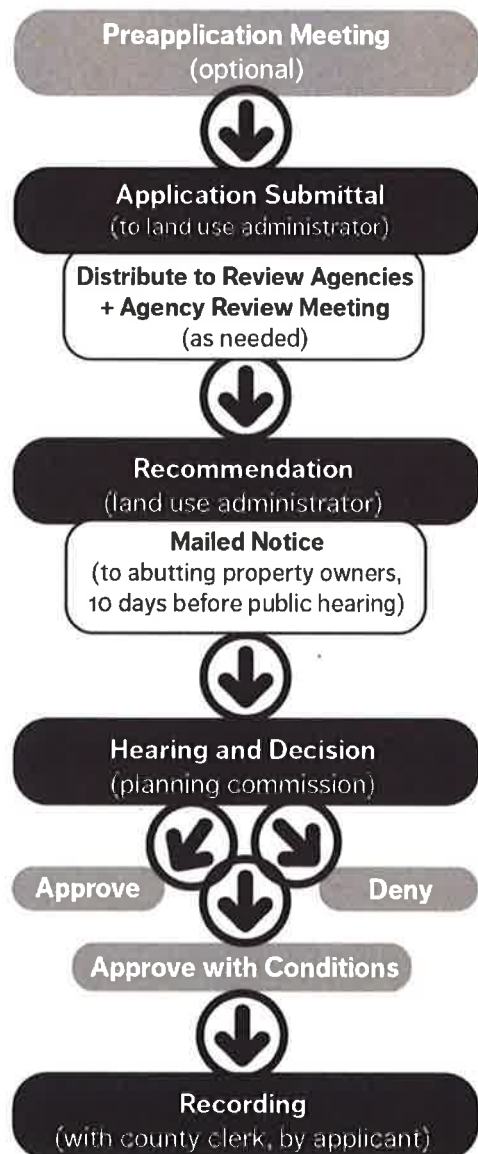 Preapplication Meeting
(optional)
Application Submittal
(to land use administrator)
Distribute to Review Agencies
+ Agency Review Meeting
(as needed)
Recommendation
(land use administrator)
Mailed Notice
(to abutting property owners,
10 days before public hearing)
Hearing and Decision
(planning commission)
Approve
Deny
Approve with Conditions
Recording
(with county clerk, by applicant)